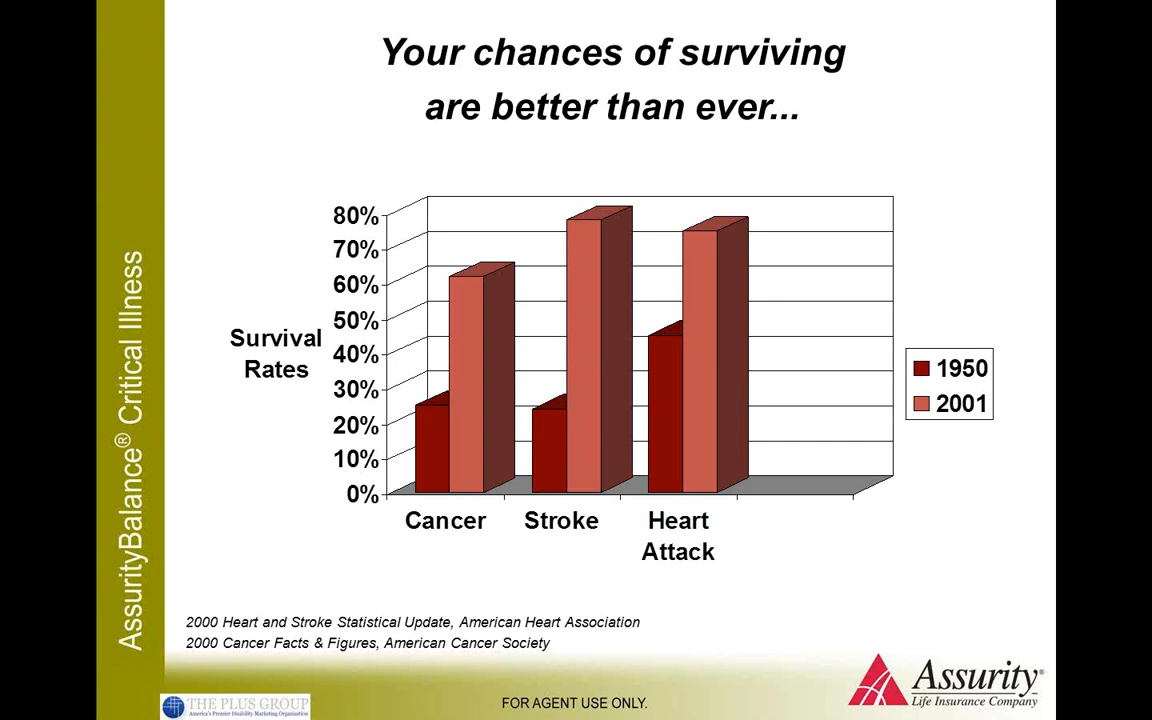 Your chances of surviving
are better than ever...
80%
70%
60%
50%
40%
30%
20%
10%
0%
Survival
Rates
Cancer
Stroke
Heart
Attack
1950
2001
AssurityBalance® Critical Illness
2000 Heart and Stroke Statistical Update, American Heart Association
2000 Cancer Facts & Figures, American Cancer Society
THE PLUS GROUP
America's Premier Disability Marketing Organization
FOR AGENT USE ONLY.
Assurity®
Life Insurance Company